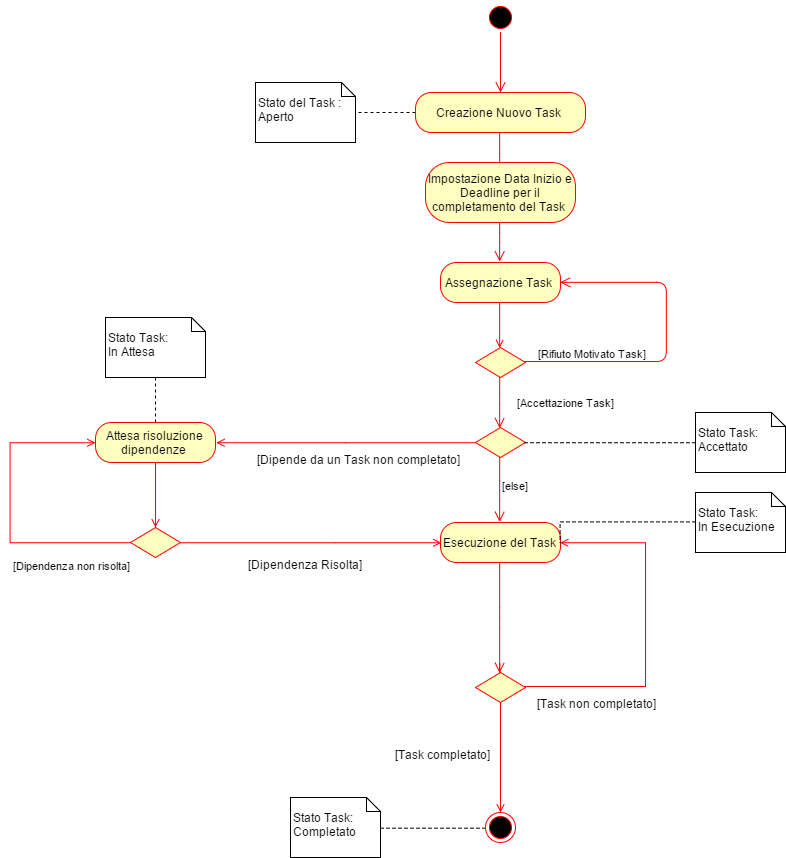 Stato del Task :
Aperto
Creazione Nuovo Task
Impostazione Data Inizio e
Deadline per il
completamento del Task
Assegnazione Task
[Rifiuto Motivato Task]
Stato Task:
In Attesa
[Accettazione Task]
Attesa risoluzione
dipendenze
[Dipende da un Task non completato]
Stato Task:
Accettato
[else]
Stato Task:
In Esecuzione
Esecuzione del Task
[Dipendenza non risolta]
[Dipendenza Risolta]
[Task non completato]
[Task completato]
Stato Task:
Completato